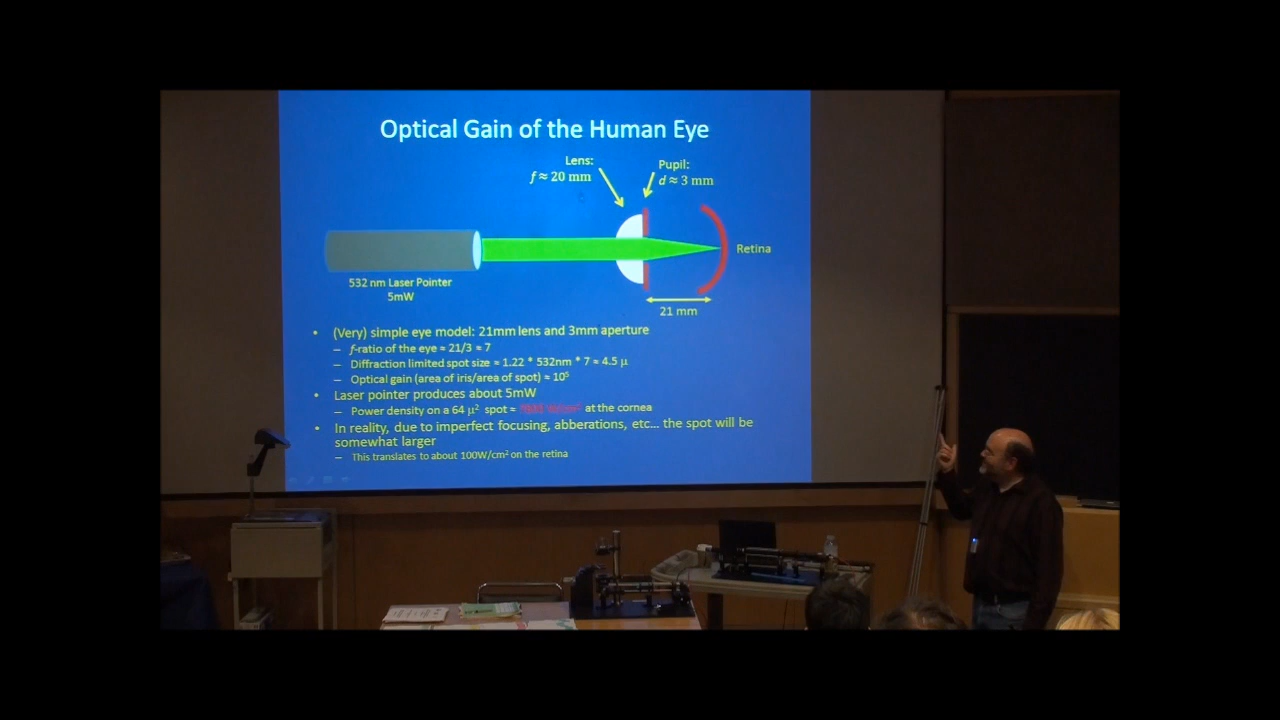 Optical Gain of the Human Eye
Lens:
f ≈ 20 mm
Pupil:
d ≈ 3 mm
Retina
532 nm Laser Pointer
5mW
21 mm
• (Very) simple eye model: 21mm lens and 3mm aperture
– f-ratio of the eye ≈ 21/3 ≈ 7
– Diffraction limited spot size ≈ 1.22 * 532nm * 7 ≈ 4.5 μ
– Optical gain (area of iris/area of spot) ≈ 10⁵
• Laser pointer produces about 5mW
– Power density on a 64 μ² spot ≈ at the cornea
• In reality, due to imperfect focusing, abberations, etc… the spot will be
somewhat larger
– This translates to about 100W/cm² on the retina